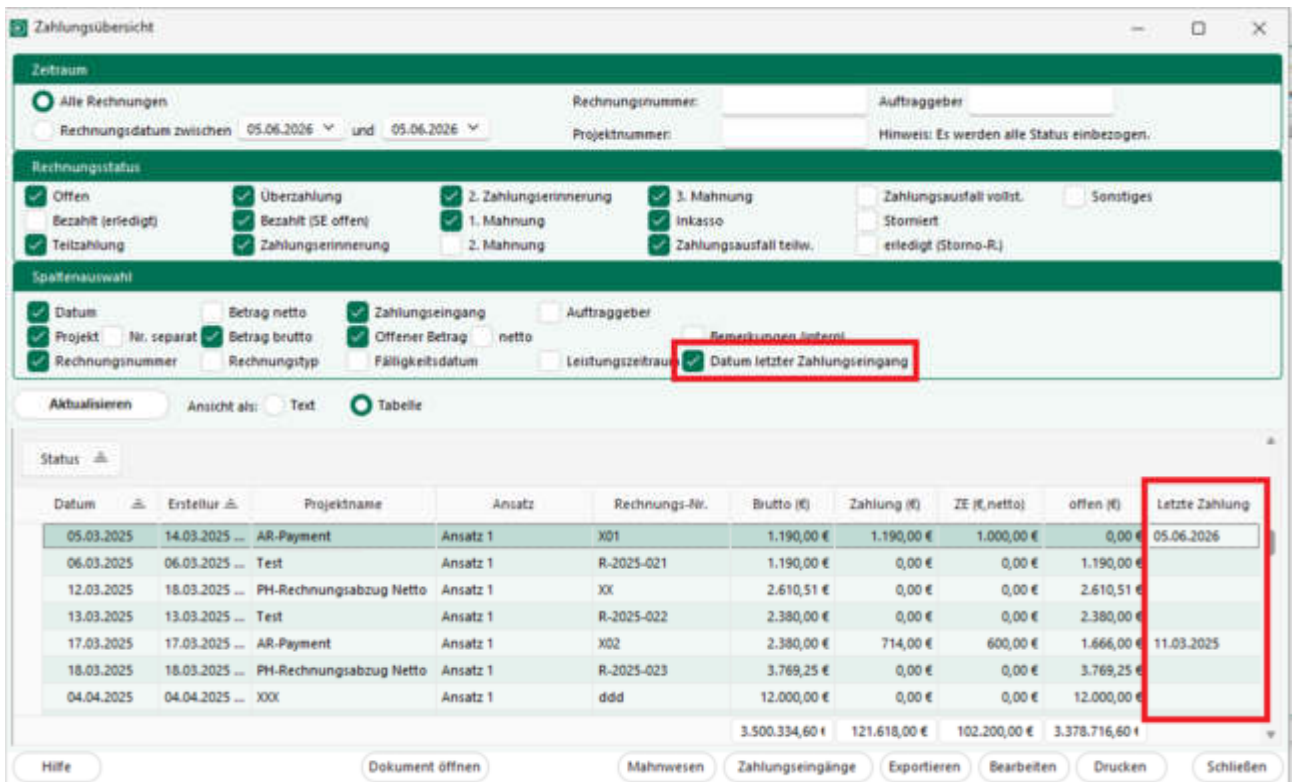 Zahlungsübersicht
Zeitraum
Alle Rechnungen Rechnungsnummer: Auftraggeber
Rechnungsdatum zwischen 05.06.2026 und 05.06.2026 Projektnummer: Hinweis: Es werden alle Status einbezogen.
Rechnungsstatus
Offen Überzahlung 2. Zahlungserinnerung 3. Mahnung Zahlungsausfall vollst. Sonstiges
Bezahlt (erledigt) Bezahlt (SE offen) 1. Mahnung Inkasso Storniert
Teilzahlung Zahlungserinnerung 2. Mahnung Zahlungsausfall teilw. erledigt (Storno-R.)
Spaltenauswahl
Datum Betrag netto Zahlungseingang Auftraggeber
Projekt Nr. separat Betrag brutto Offener Betrag netto Bemerkungen (intern)
Rechnungsnummer Rechnungstyp Fälligkeitsdatum Leistungszeitraum Datum letzter Zahlungseingang
Aktualisieren Ansicht als: Text Tabelle
Status
Datum Erstellur Projektname Ansatz Rechnungs-Nr. Brutto (€) Zahlung (€) ZE (€, netto) offen (€) Letzte Zahlung
05.03.2025 14.03.2025 ... AR-Payment Ansatz 1 X01 1.190,00 € 1.190,00 € 1.000,00 € 0,00 € 05.06.2026
06.03.2025 06.03.2025 ... Test Ansatz 1 R-2025-021 1.190,00 € 0,00 € 0,00 € 1.190,00 €
12.03.2025 18.03.2025 ... PH-Rechnungsabzug Netto Ansatz 1 XX 2.610,51 € 0,00 € 0,00 € 2.610,51 €
13.03.2025 13.03.2025 ... Test Ansatz 1 R-2025-022 2.380,00 € 0,00 € 0,00 € 2.380,00 €
17.03.2025 17.03.2025 ... AR-Payment Ansatz 1 X02 2.380,00 € 714,00 € 600,00 € 1.666,00 € 11.03.2025
18.03.2025 18.03.2025 ... PH-Rechnungsabzug Netto Ansatz 1 R-2025-023 3.769,25 € 0,00 € 0,00 € 3.769,25 €
04.04.2025 04.04.2025 ... XXX Ansatz 1 ddd 12.000,00 € 0,00 € 0,00 € 12.000,00 €
3.500.334,60 € 121.618,00 € 102.200,00 € 3.378.716,60 €
Hilfe Dokument öffnen Mahnwesen Zahlungseingänge Exportieren Bearbeiten Drucken Schließen